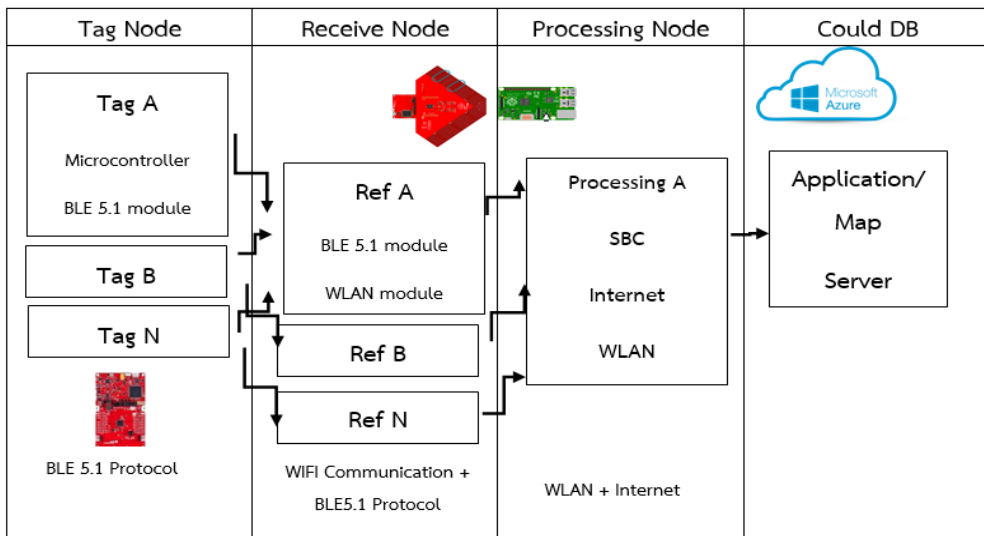 Tag Node
Receive Node
Processing Node
Could DB
Tag A
Microcontroller
BLE 5.1 module
Tag B
Tag N
BLE 5.1 Protocol
Ref A
BLE 5.1 module
WLAN module
Ref B
Ref N
WIFI Communication +
BLE5.1 Protocol
Processing A
SBC
Internet
WLAN
WLAN + Internet
Microsoft
Azure
Application/
Map
Server